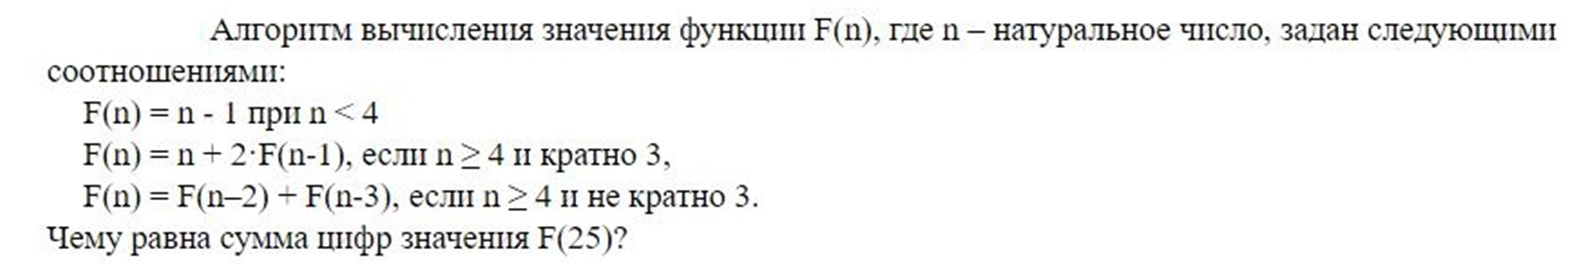 Алгоритм вычисления значения функции F(n), где n – натуральное число, задан следующими
соотношениями:
F(n) = n - 1 при n < 4
F(n) = n + 2·F(n-1), если n ≥ 4 и кратно 3,
F(n) = F(n–2) + F(n-3), если n ≥ 4 и не кратно 3.
Чему равна сумма цифр значения F(25)?